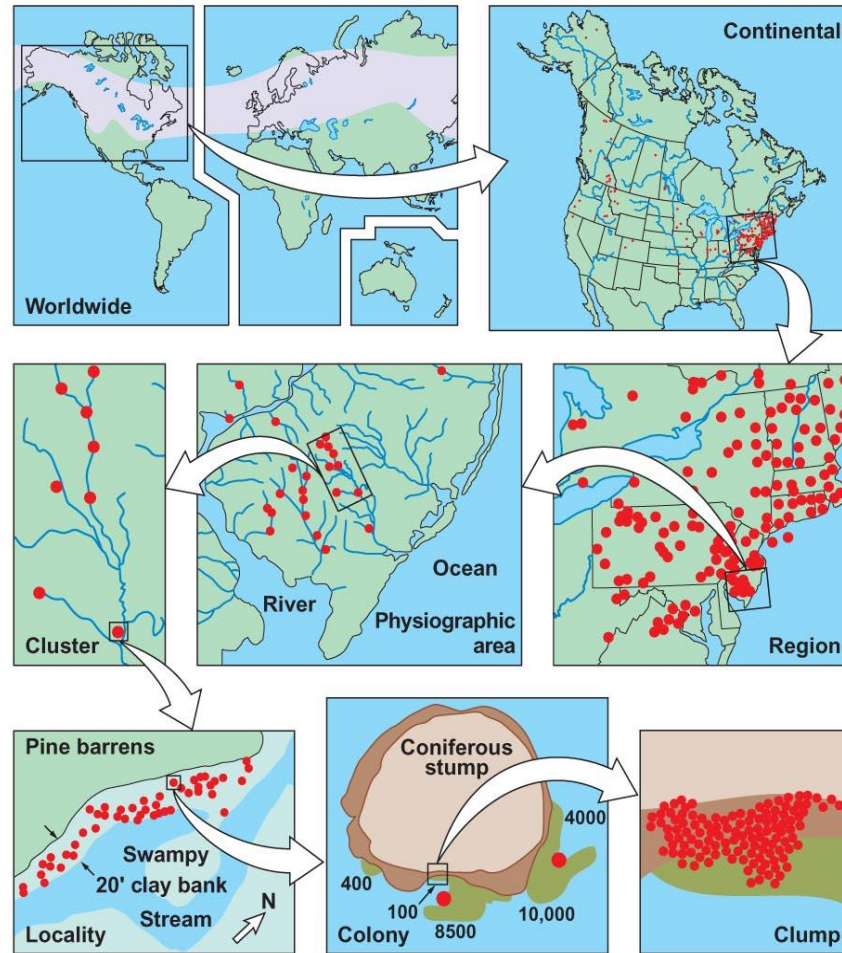 Worldwide
Continental
Cluster
River
Ocean
Physiographic
area
Region
Pine barrens
Swampy
20' clay bank
Stream
N
Locality
Coniferous
stump
4000
400
100
8500
10,000
Colony
Clump